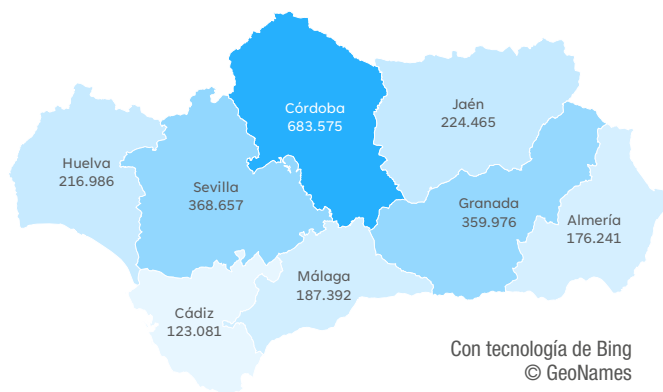 Córdoba
683.575
Jaén
224.465
Huelva
216.986
Sevilla
368.657
Granada
359.976
Almería
176.241
Málaga
187.392
Cádiz
123.081
Con tecnología de Bing
© GeoNames